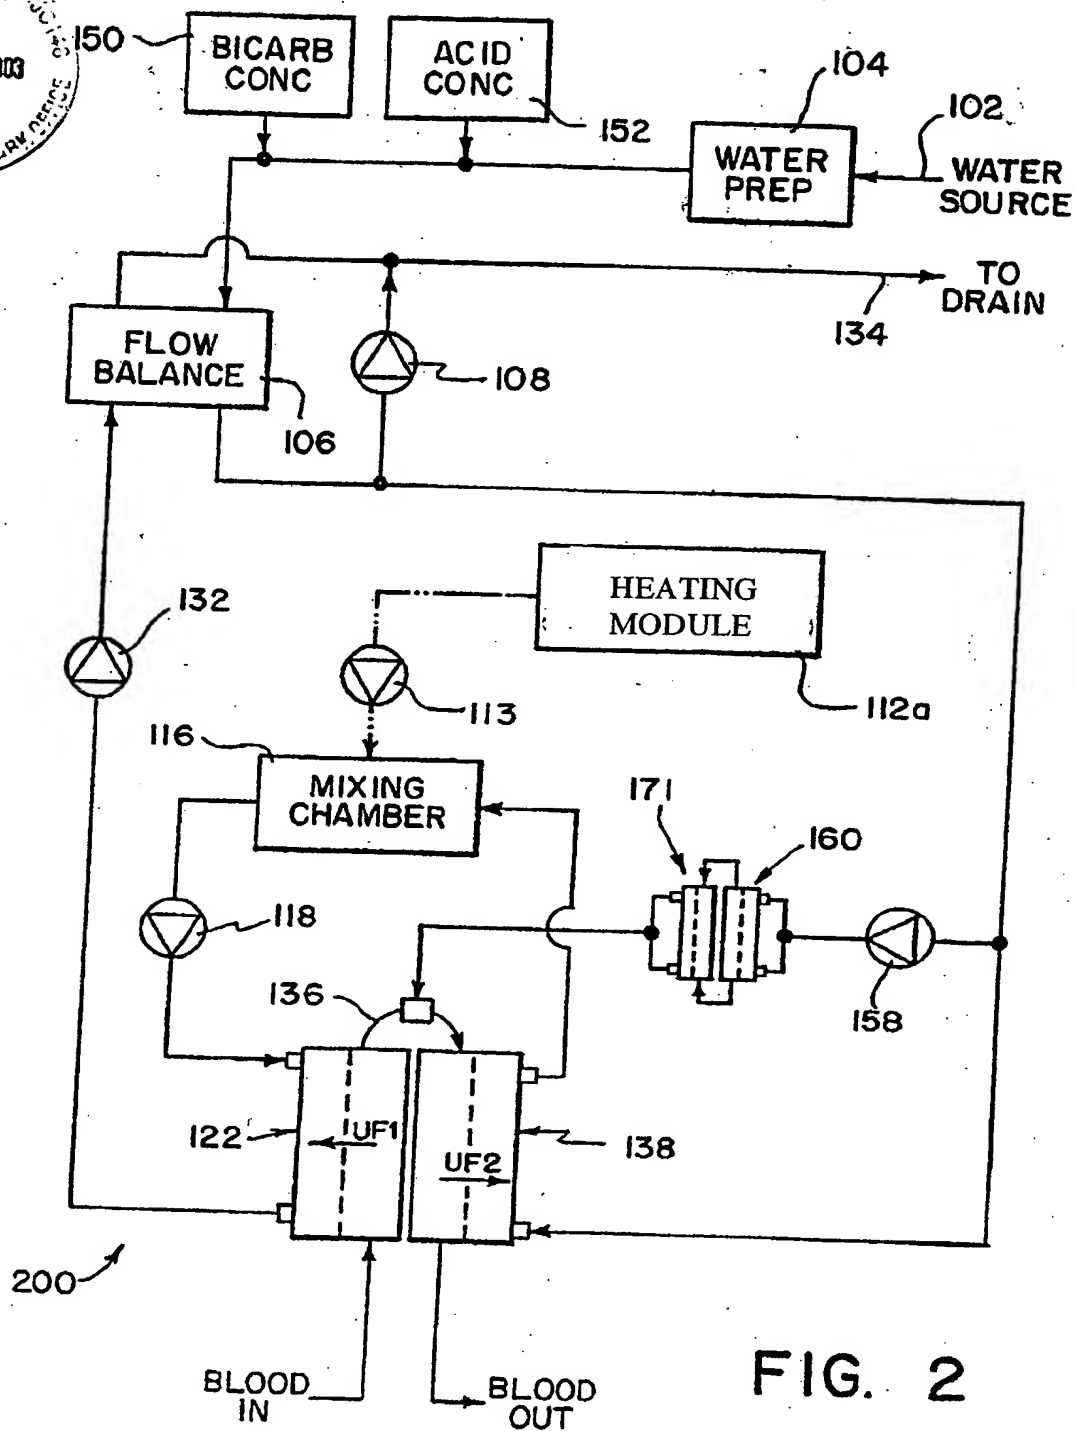 150
BICARB
CONC
ACID
CONC
152
104
102
WATER
PREP
WATER
SOURCE
TO
DRAIN
134
FLOW
BALANCE
106
108
HEATING
MODULE
112a
132
113
116
MIXING
CHAMBER
171
160
118
136
158
122
UF1
UF2
138
200
BLOOD
IN
BLOOD
OUT
FIG. 2